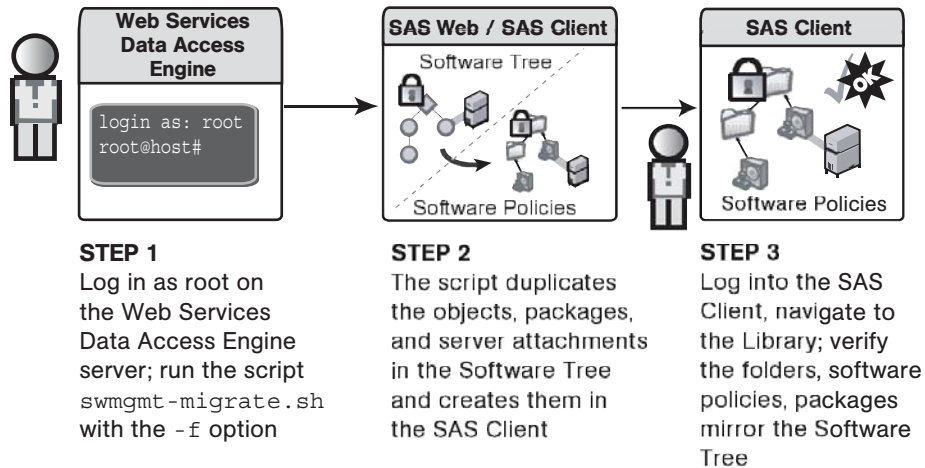 Web Services
Data Access
Engine
login as: root
root@host#
SAS Web / SAS Client
Software Tree
Software Policies
SAS Client
OK
Software Policies
STEP 1
Log in as root on
the Web Services
Data Access Engine
server; run the script
swmgmt-migrate.sh
with the -f option
STEP 2
The script duplicates
the objects, packages,
and server attachments
in the Software Tree
and creates them in
the SAS Client
STEP 3
Log into the SAS
Client, navigate to
the Library; verify
the folders, software
policies, packages
mirror the Software
Tree